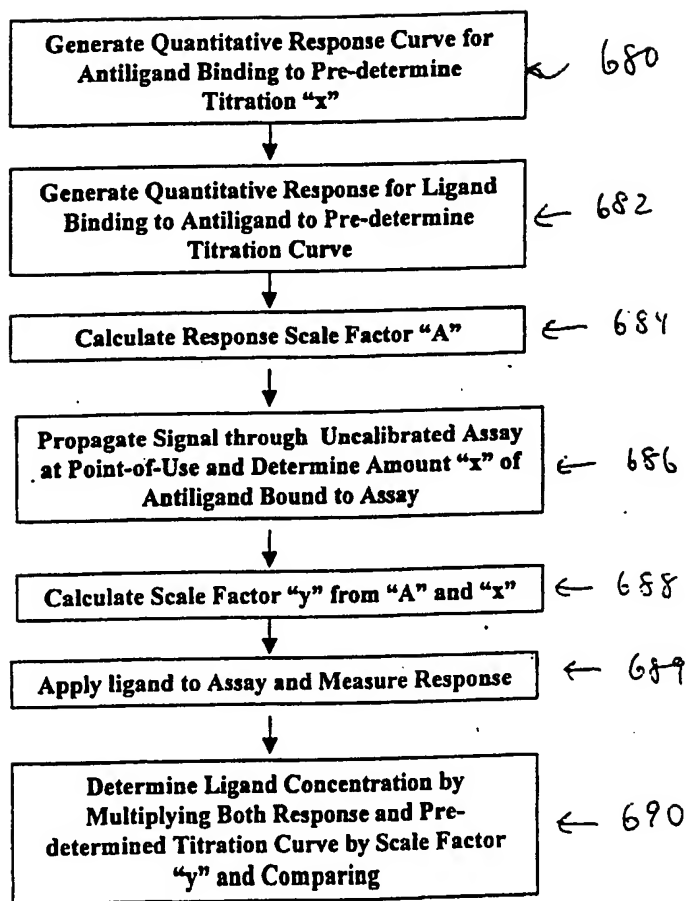 Generate Quantitative Response Curve for
Antiligand Binding to Pre-determine
Titration “x”
680
Generate Quantitative Response for Ligand
Binding to Antiligand to Pre-determine
Titration Curve
682
Calculate Response Scale Factor “A”
684
Propagate Signal through Uncalibrated Assay
at Point-of-Use and Determine Amount “x” of
Antiligand Bound to Assay
686
Calculate Scale Factor “y” from “A” and “x”
688
Apply ligand to Assay and Measure Response
689
Determine Ligand Concentration by
Multiplying Both Response and Pre-
determined Titration Curve by Scale Factor
“y” and Comparing
690